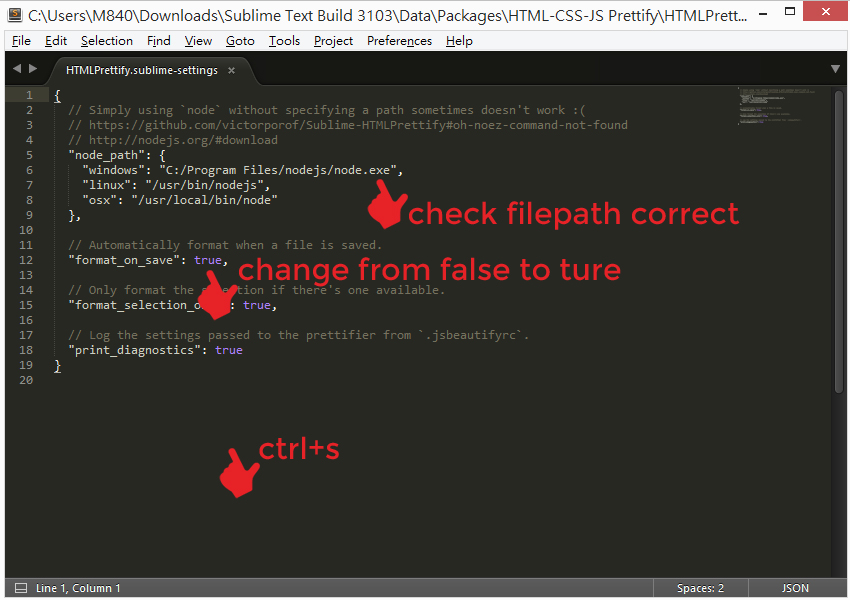 C:\Users\M840\Downloads\Sublime Text Build 3103\Data\Packages\HTML-CSS-JS Prettify\HTMLPrett...
File Edit Selection Find View Goto Tools Project Preferences Help
HTMLPrettify.sublime-settings ×
1 {
2 // Simply using `node` without specifying a path sometimes doesn't work :(
3 // https://github.com/victorporof/Sublime-HTMLPrettify#oh-noez-command-not-found
4 // http://nodejs.org/#download
5 "node_path": {
6 "windows": "C:/Program Files/nodejs/node.exe",
7 "linux": "/usr/bin/nodejs",
8 "osx": "/usr/local/bin/node"
9 },
check filepath correct
10
11 // Automatically format when a file is saved.
12 "format_on_save": true,
change from false to ture
13
14 // Only format the selection if there's one available.
15 "format_selection_o : true,
16
17 // Log the settings passed to the prettifier from `.jsbeautifyrc`.
18 "print_diagnostics": true
19 }
20
ctrl+s
Line 1, Column 1 Spaces: 2 JSON